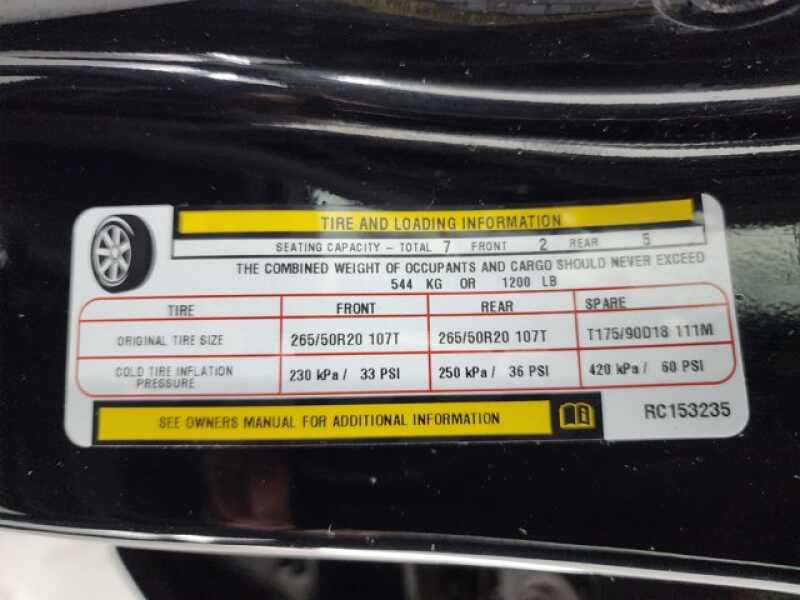 TIRE AND LOADING INFORMATION
SEATING CAPACITY – TOTAL 7 FRONT 2 REAR 5
THE COMBINED WEIGHT OF OCCUPANTS AND CARGO SHOULD NEVER EXCEED
544 KG OR 1200 LB
TIRE FRONT REAR SPARE
ORIGINAL TIRE SIZE 265/50R20 107T 265/50R20 107T T175/90D18 111M
COLD TIRE INFLATION PRESSURE 230 kPa / 33 PSI 250 kPa / 36 PSI 420 kPa / 60 PSI
SEE OWNERS MANUAL FOR ADDITIONAL INFORMATION
RC153235